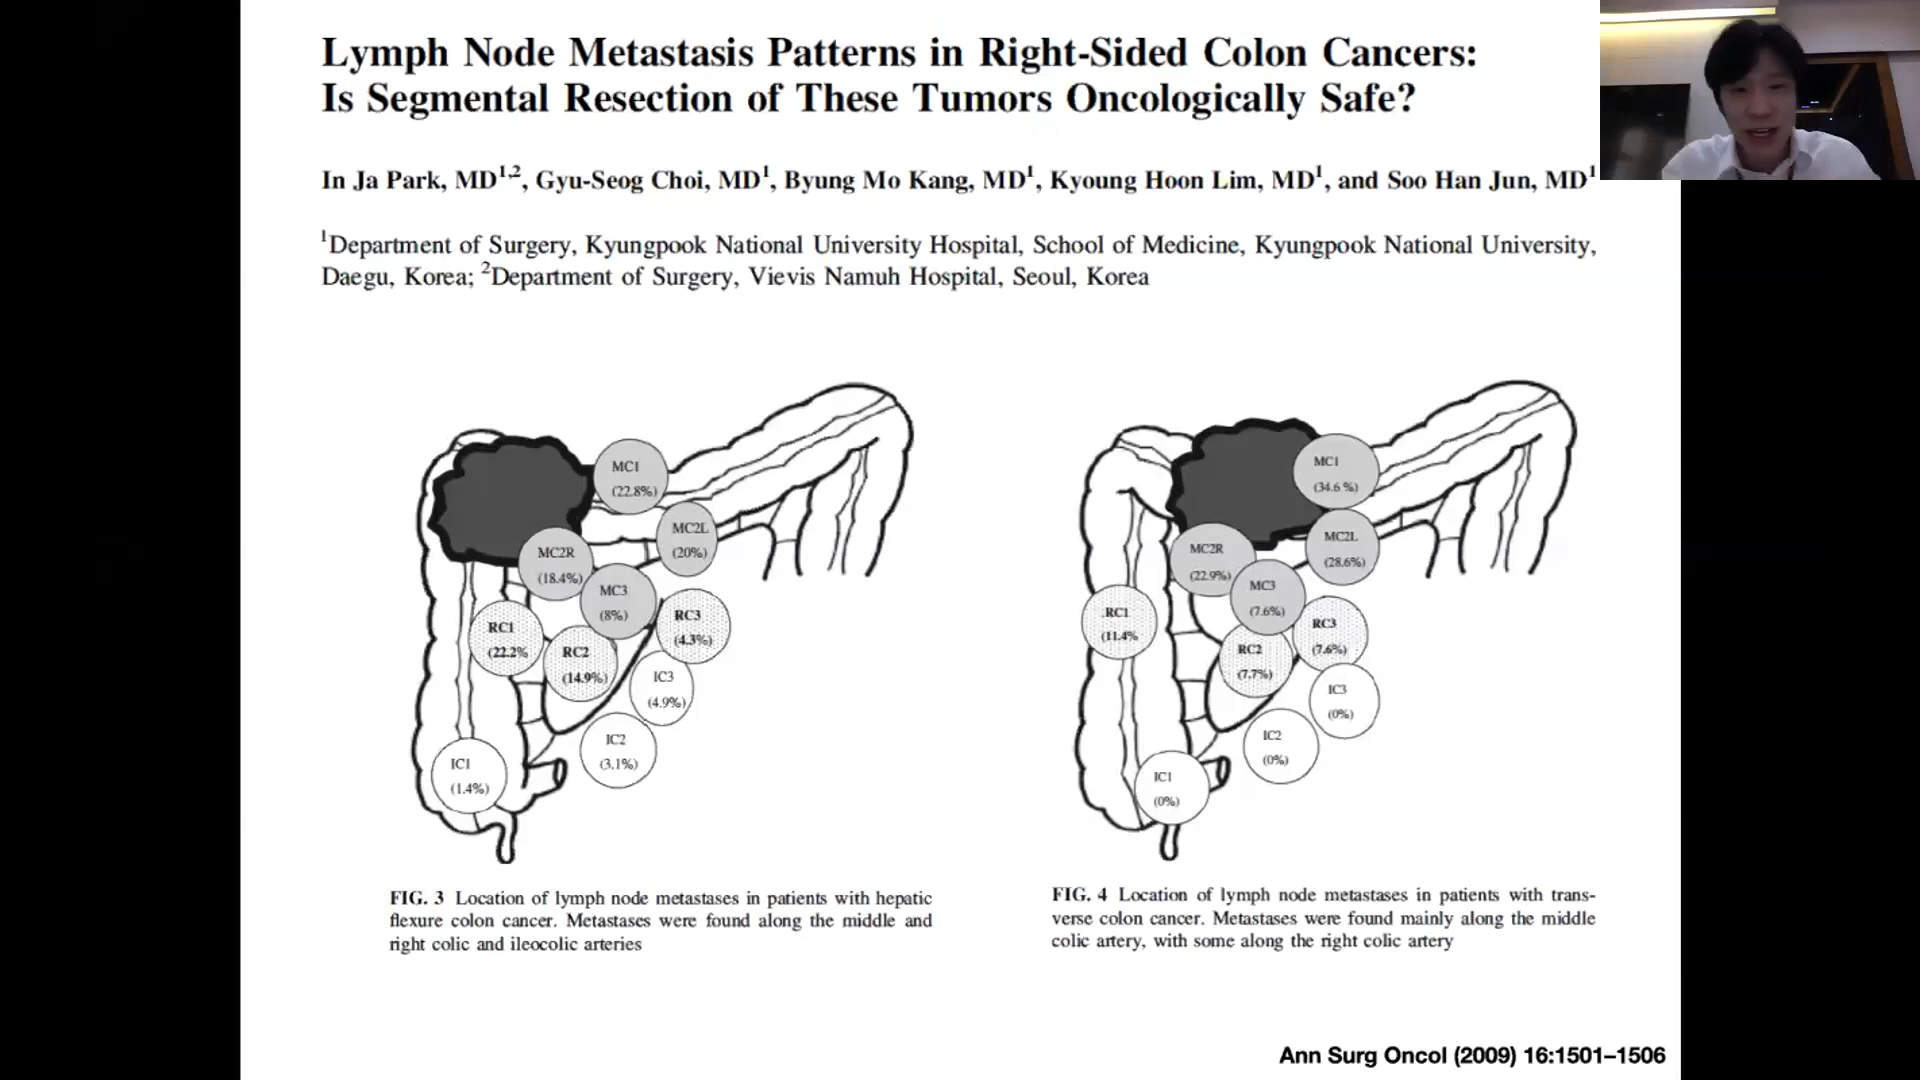 Lymph Node Metastasis Patterns in Right-Sided Colon Cancers:
Is Segmental Resection of These Tumors Oncologically Safe?
In Ja Park, MD1,2, Gyu-Seog Choi, MD1, Byung Mo Kang, MD1, Kyoung Hoon Lim, MD1, and Soo Han Jun, MD1
1Department of Surgery, Kyungpook National University Hospital, School of Medicine, Kyungpook National University,
Daegu, Korea; 2Department of Surgery, Vievis Namuh Hospital, Seoul, Korea
MC1
(22.8%)
MC2L
(20%)
MC2R
(18.4%)
MC3
(8%)
RC3
(4.3%)
RC1
(22.2%
RC2
(14.9%)
IC3
(4.9%)
IC2
(3.1%)
IC1
(1.4%)
FIG. 3 Location of lymph node metastases in patients with hepatic
flexure colon cancer. Metastases were found along the middle and
right colic and ileocolic arteries
MC1
(34.6 %)
MC2L
(28.6%)
MC2R
(22.9%)
MC3
(7.6%)
RC1
(11.4%
RC3
(7.6%)
RC2
(7.7%)
IC3
(0%)
IC2
(0%)
IC1
(0%)
FIG. 4 Location of lymph node metastases in patients with trans-
verse colon cancer. Metastases were found mainly along the middle
colic artery, with some along the right colic artery
Ann Surg Oncol (2009) 16:1501–1506